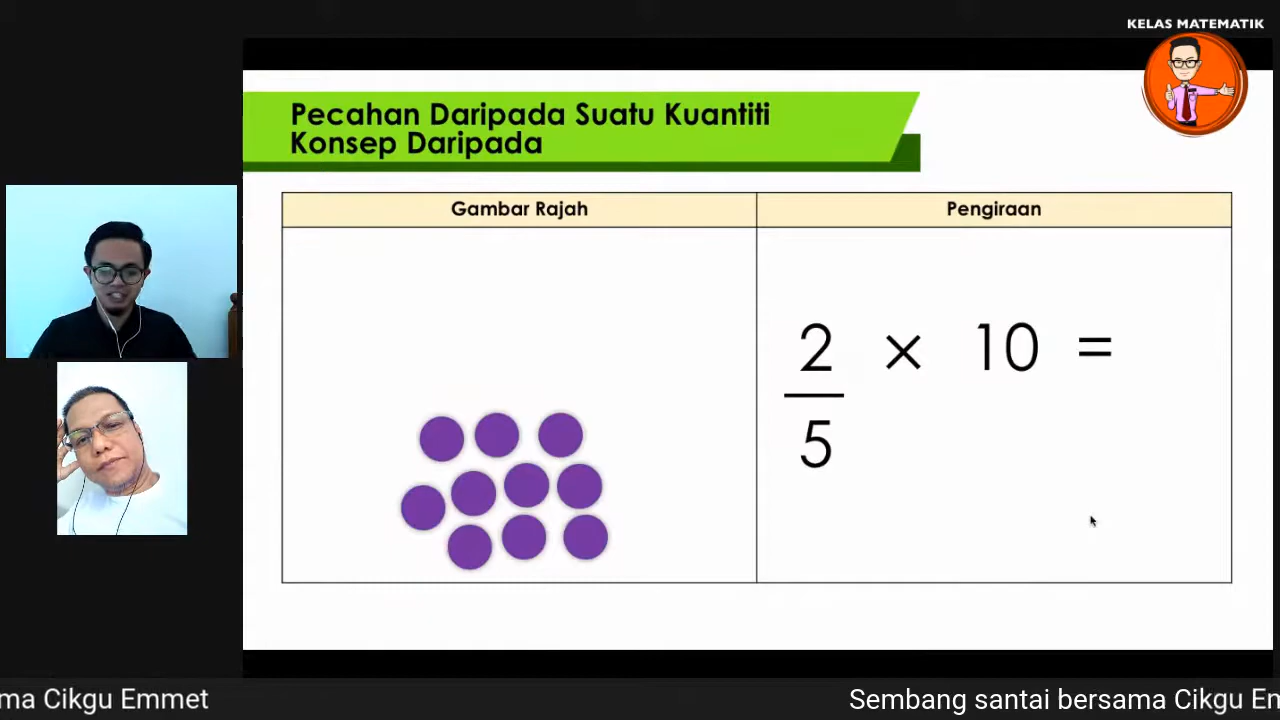 KELAS MATEMATIK
Pecahan Daripada Suatu Kuantiti
Konsep Daripada
Gambar Rajah
Pengiraan
2 × 10 =
5
ma Cikgu Emmet
Sembang santai bersama Cikgu En